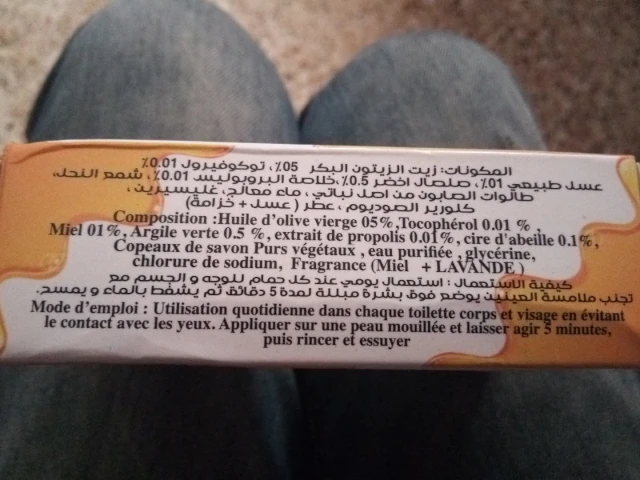 المكونات: زيت الزيتون البكر 05٪، توكوفيرول 0.01٪
عسل طبيعي 01٪، صلصال اخضر 0.5٪،خلاصة البروبوليس 0.01٪، شمع النحل،
طالوات الصابون من اصل نباتي ، ماء معالج، غليسيرين ،
كلورير الصوديوم ، عطر ( عسل + خزامة)
Composition :Huile d'olive vierge 05% ,Tocophérol 0.01 % ,
Miel 01%, Argile verte 0.5 % , extrait de propolis 0.01% , cire d'abeille 0.1% ,
Copeaux de savon Purs végétaux , eau purifiée , glycérine,
chlorure de sodium, Fragrance (Miel + LAVANDE )
كيفية الاستعمال : استعمال يومي عند كل حمام للوجه و الجسم مع
تجنب ملامسة العينين يوضع فوق بشرة مبللة لمدة 5 دقائق ثم يشطف بالماء و يمسح.
Mode d'emploi : Utilisation quotidienne dans chaque toilette corps et visage en évitant
le contact avec les yeux. Appliquer sur une peau mouillée et laisser agir 5 minutes,
puis rincer et essuyer